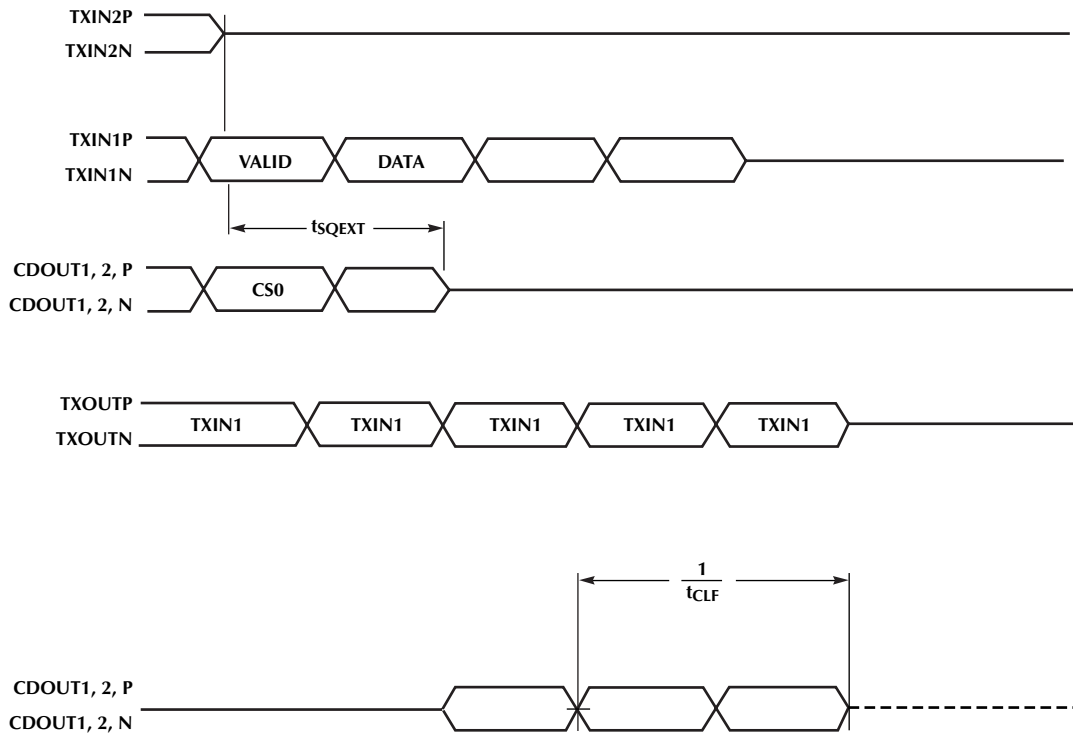 TXIN2P
TXIN2N
TXIN1P
TXIN1N
VALID DATA
tSQEXT
CDOUT1, 2, P
CDOUT1, 2, N
CS0
TXOUTP
TXOUTN
TXIN1 TXIN1 TXIN1 TXIN1 TXIN1
1
tCLF
CDOUT1, 2, P
CDOUT1, 2, N